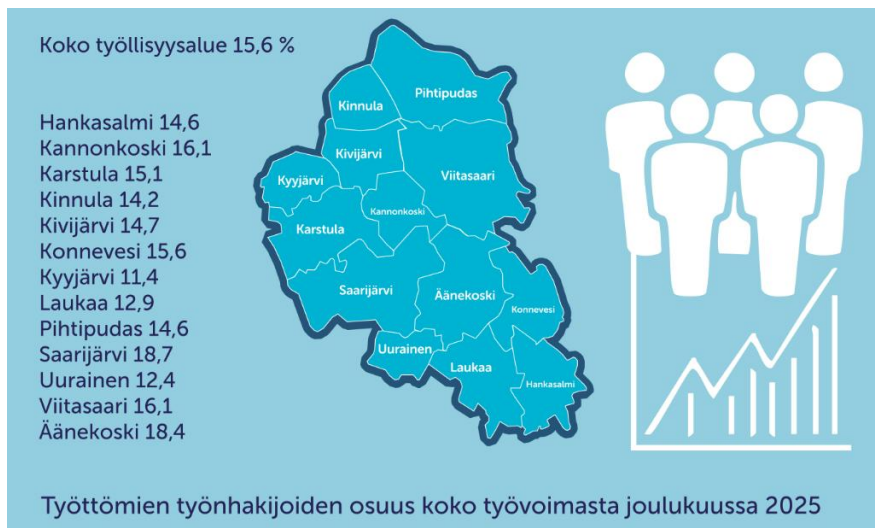 Koko työllisyysalue 15,6 %
Hankasalmi 14,6
Kannonkoski 16,1
Karstula 15,1
Kinnula 14,2
Kivijärvi 14,7
Konnevesi 15,6
Kyyjärvi 11,4
Laukaa 12,9
Pihtipudas 14,6
Saarijärvi 18,7
Uurainen 12,4
Viitasaari 16,1
Äänekoski 18,4
Pihtipudas
Kinnula
Kivijärvi
Viitasaari
Kyyjärvi
Kannonkoski
Karstula
Saarijärvi
Äänekoski
Konnevesi
Uurainen
Laukaa
Hankasalmi
Työttömien työnhakijoiden osuus koko työvoimasta joulukuussa 2025